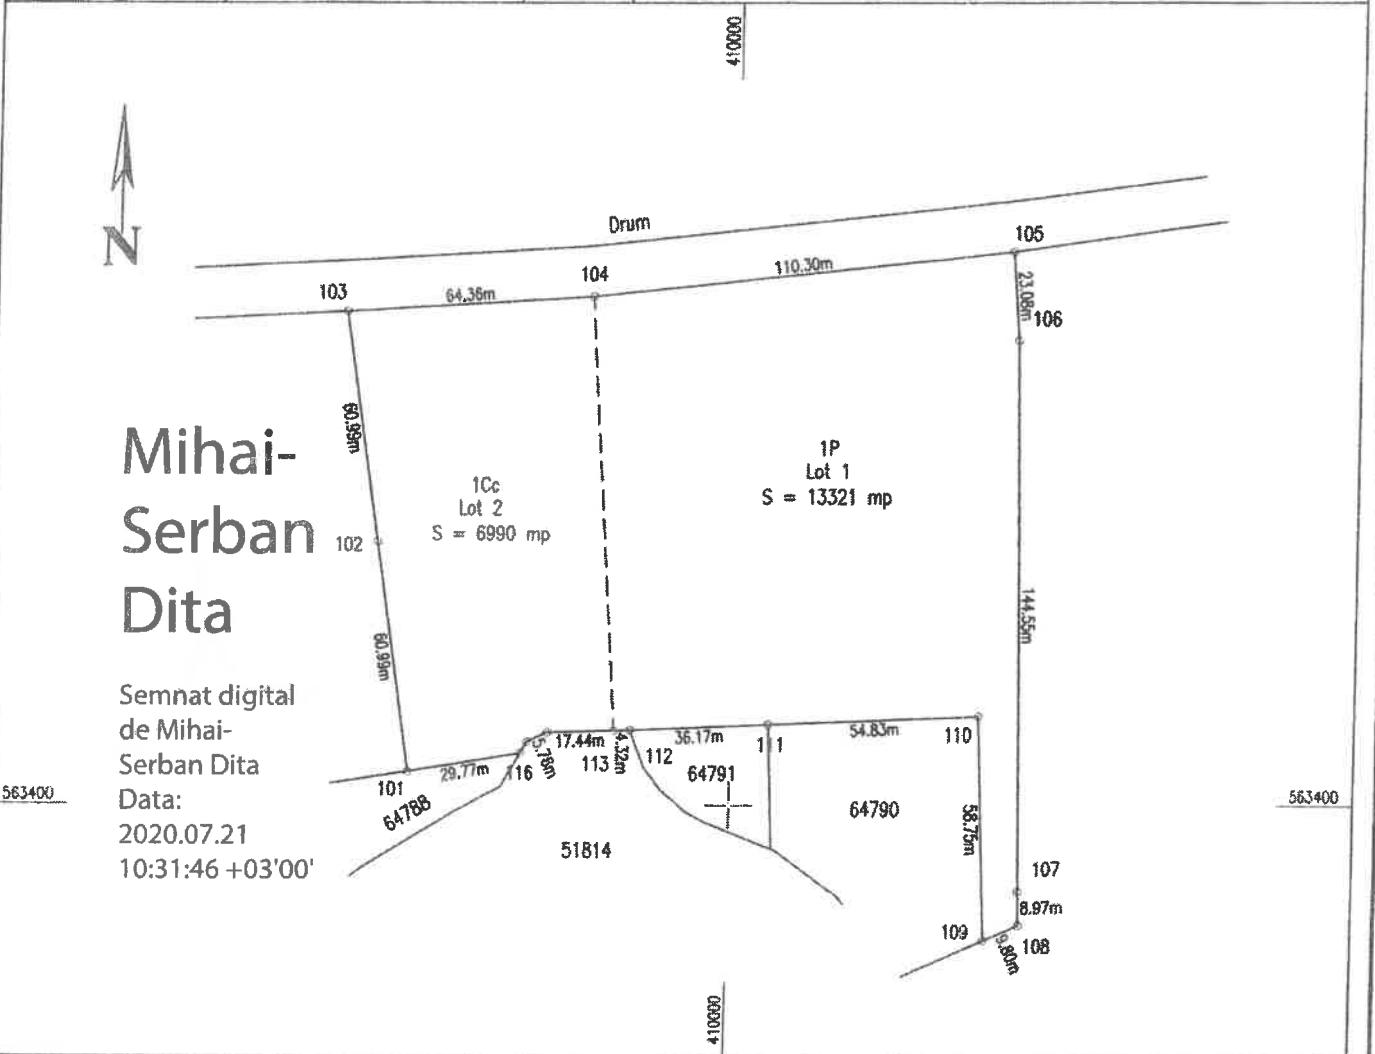 410000
N
Drum
105
104
110.30m
103
64.36m
23.08m
106
60.99m
1P
Lot 1
S = 13321 mp
1Cc
Lot 2
S = 6990 mp
102
Mihai-
Serban
Dita
144.55m
60.99m
Semnat digital
de Mihai-
Serban Dita
Data:
2020.07.21
10:31:46 +03'00'
17.44m
4.32m
36.17m
111
54.83m
110
5.78m
113
112
116
29.77m
101
64791
563400
563400
64788
64790
58.75m
51814
107
8.97m
109
9.80m
108
410000